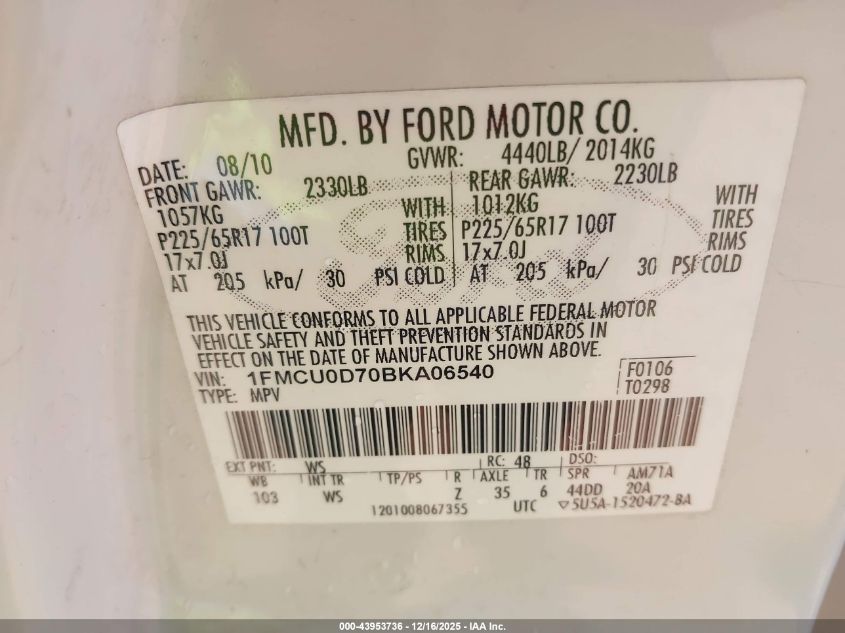 MFD. BY FORD MOTOR CO.
DATE: 08/10 GVWR: 4440LB/ 2014KG
FRONT GAWR: 2330LB REAR GAWR: 2230LB
1057KG WITH 1012KG WITH
P225/65R17 100T TIRES P225/65R17 100T TIRES
17x7.0J RIMS 17x7.0J RIMS
AT 205 kPa/ 30 PSI COLD AT 205 kPa/ 30 PSI COLD
THIS VEHICLE CONFORMS TO ALL APPLICABLE FEDERAL MOTOR
VEHICLE SAFETY AND THEFT PREVENTION STANDARDS IN
EFFECT ON THE DATE OF MANUFACTURE SHOWN ABOVE.
VIN: 1FMCU0D70BKA06540 F0106
TYPE: MPV T0298
EXT PNT: WS RC: 48 DSO:
WB INT TR TP/PS R AXLE TR SPR AM71A
103 WS Z 35 6 44DD 20A
1201008067355 UTC ▽5U5A-1520472-BA
000-43953736 - 12/16/2025 - IAA Inc.